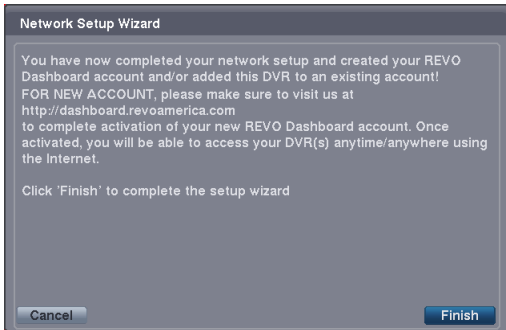 Network Setup Wizard
You have now completed your network setup and created your REVO
Dashboard account and/or added this DVR to an existing account!
FOR NEW ACCOUNT, please make sure to visit us at
http://dashboard.revoamerica.com
to complete activation of your new REVO Dashboard account. Once
activated, you will be able to access your DVR(s) anytime/anywhere using
the Internet.
Click 'Finish' to complete the setup wizard
Cancel
Finish